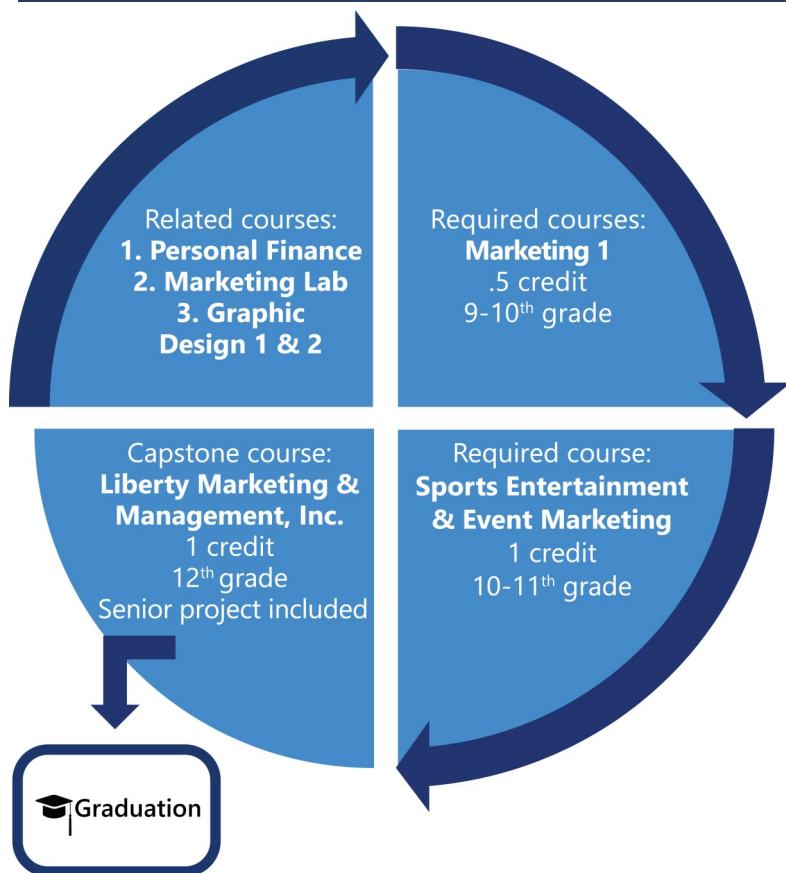 Related courses:
1. Personal Finance
2. Marketing Lab
3. Graphic
Design 1 & 2
Required courses:
Marketing 1
.5 credit
9-10th grade
Capstone course:
Liberty Marketing &
Management, Inc.
1 credit
12th grade
Senior project included
Required course:
Sports Entertainment
& Event Marketing
1 credit
10-11th grade
Graduation